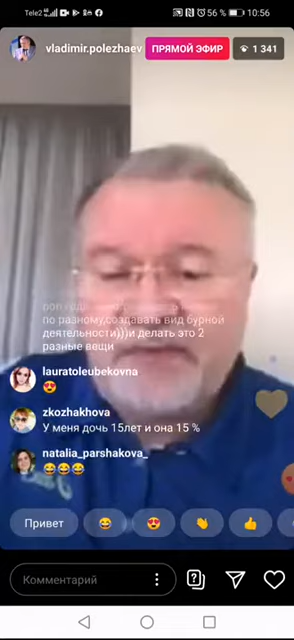 Tele2 56 % 10:56
vladimir.polezhaev ПРЯМОЙ ЭФИР 1 341
по разному,создавать вид бурной
деятельности)))и делать это 2
разные вещи
lauratoleubekovna
zkozhakhova
У меня дочь 15лет и она 15 %
natalia_parshakova_
Привет
Комментарий